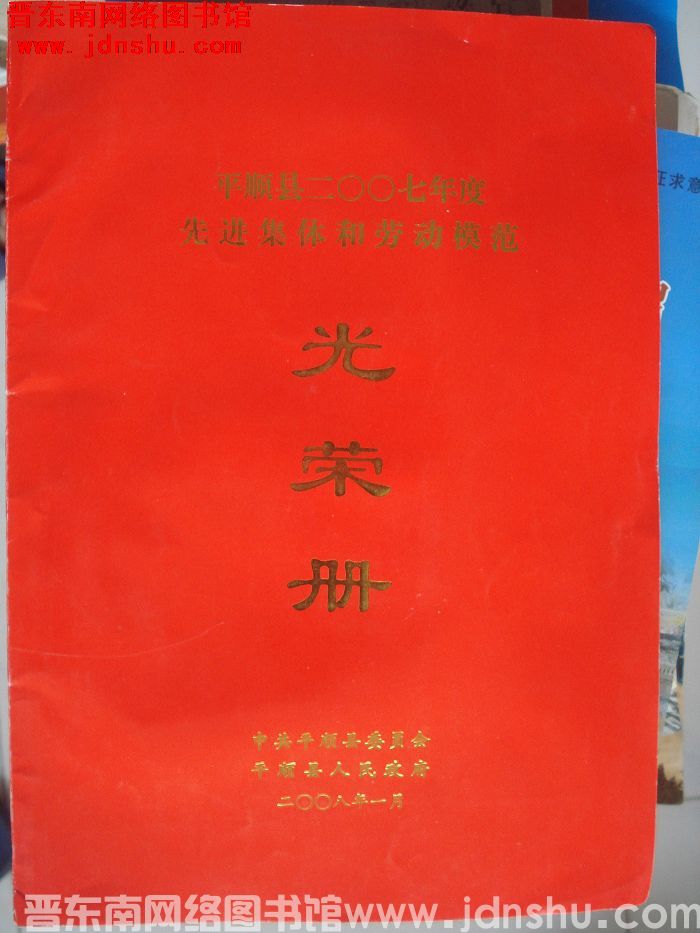 晋东南网络图书馆
www.jdnshu.com
平顺县二〇〇七年度
先进集体和劳动模范
光
荣
册
中共平顺县委员会
平顺县人民政府
二〇〇八年一月
征求意
晋东南网络图书馆www.jdnshu.com